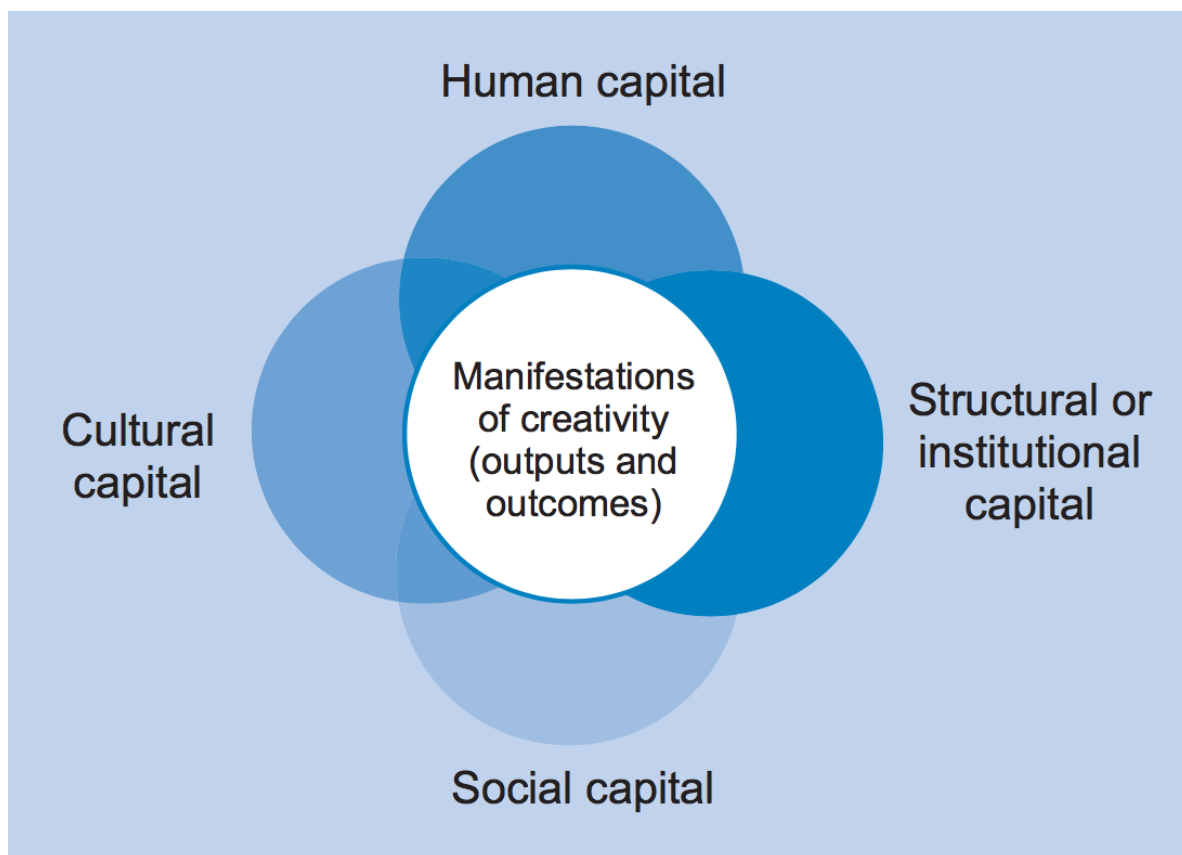 Human capital
Manifestations
of creativity
(outputs and
outcomes)
Cultural
capital
Structural or
institutional
capital
Social capital